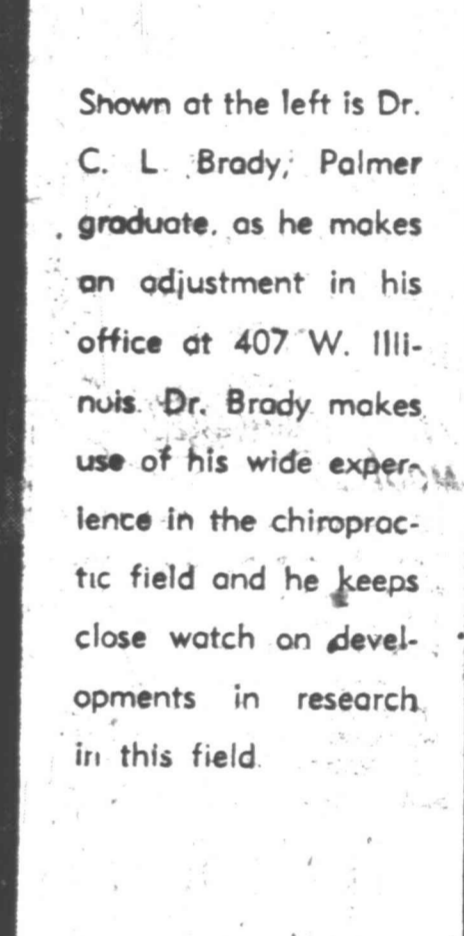 Shown at the left is Dr.
C. L. Brady, Palmer
graduate, as he makes
an adjustment in his
office at 407 W. Illi-
nois. Dr. Brady makes
use of his wide exper-
ience in the chiroprac-
tic field and he keeps
close watch on devel-
opments in research
in this field.